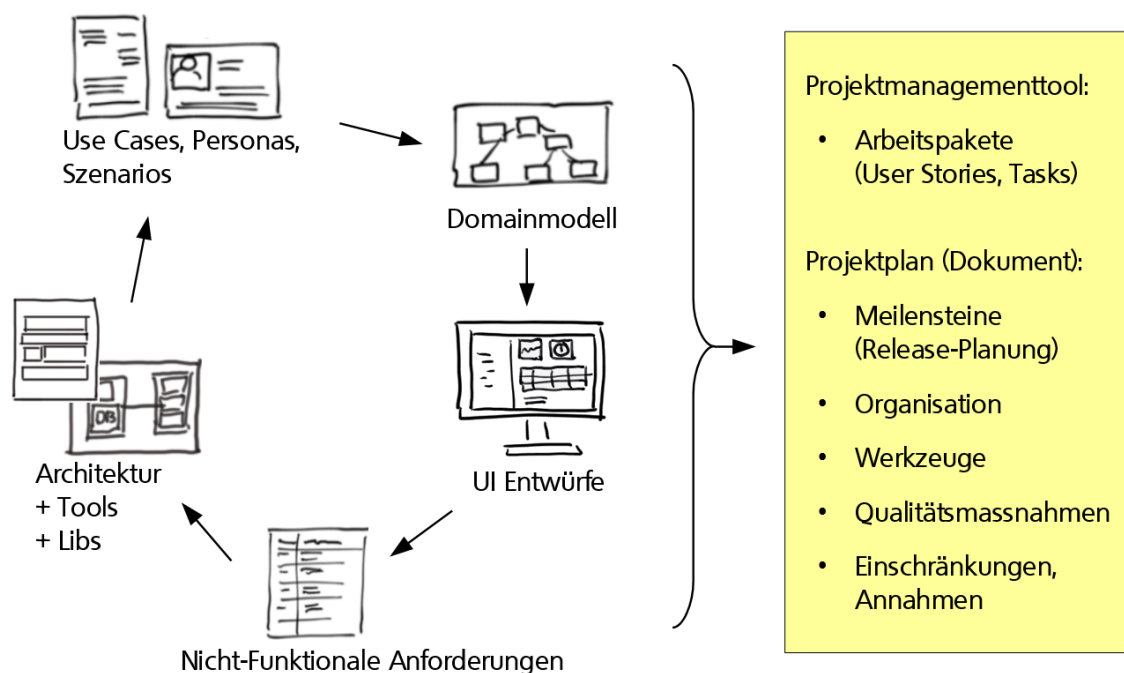 Use Cases, Personas,
Szenarios
Domainmodell
UI Entwürfe
Nicht-Funktionale Anforderungen
Architektur
+ Tools
+ Libs
DB
Projektmanagementtool:
• Arbeitspakete
(User Stories, Tasks)
Projektplan (Dokument):
• Meilensteine
(Release-Planung)
• Organisation
• Werkzeuge
• Qualitätsmassnahmen
• Einschränkungen,
Annahmen